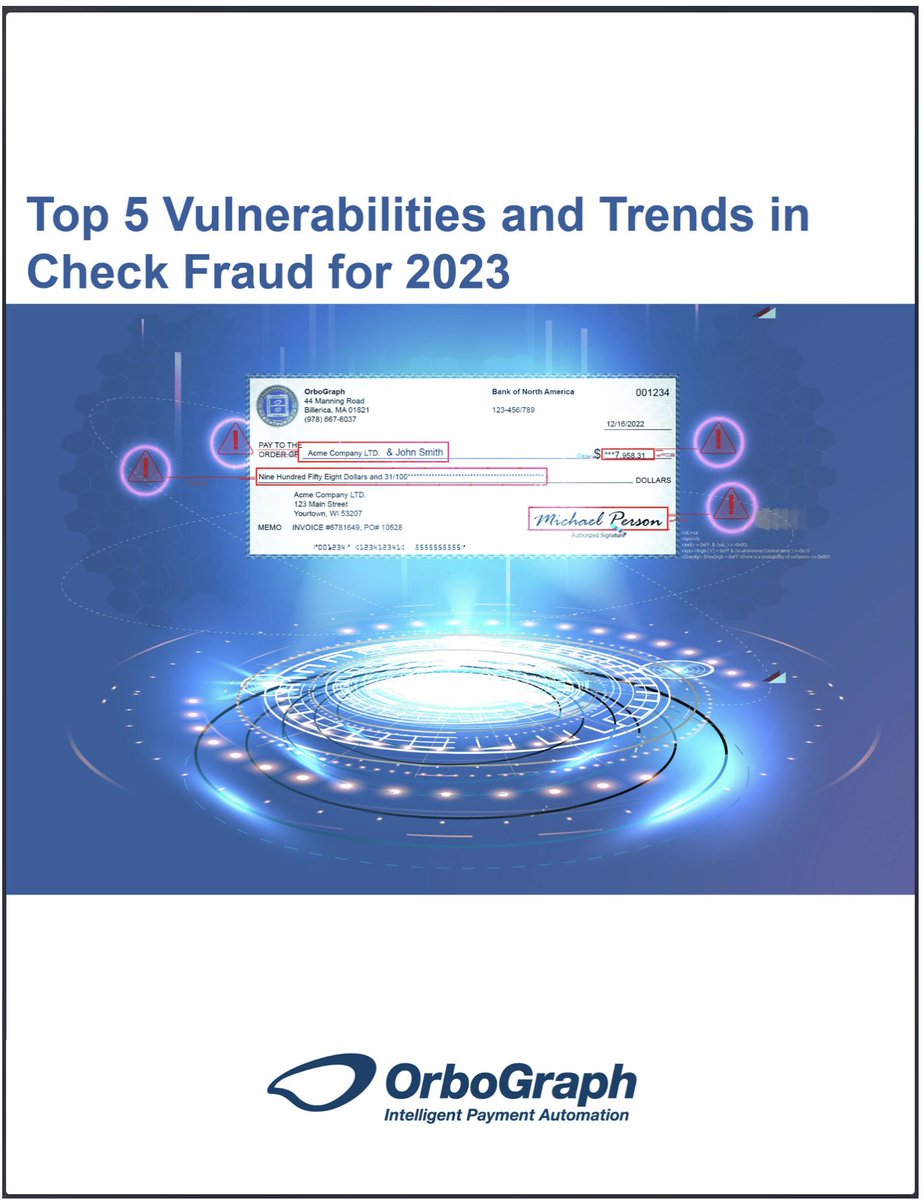 Top 5 Vulnerabilities and Trends in
Check Fraud for 2023
OrboGraph
44 Manning Road
Billerica, MA 01821
(978) 667-6037
Bank of North America
123-456/789
001234
12/16/2022
PAY TO THE
ORDER OF
Acme Company LTD. & John Smith
$ ***7,958.31
Nine Hundred Fifty Eight Dollars and 31/100
DOLLARS
Acme Company LTD.
123 Main Street
Yourtown, WI 53207
Michael Person
Authorized Signature
MEMO INVOICE #6781649, PO# 10528
OrboGraph
Intelligent Payment Automation